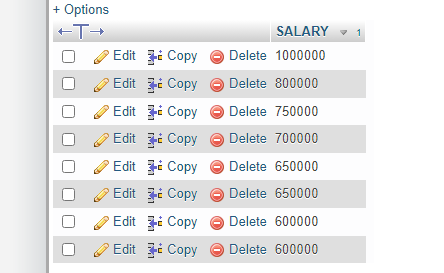 + Options
←T→ SALARY 1
Edit Copy Delete 1000000
Edit Copy Delete 800000
Edit Copy Delete 750000
Edit Copy Delete 700000
Edit Copy Delete 650000
Edit Copy Delete 650000
Edit Copy Delete 600000
Edit Copy Delete 600000